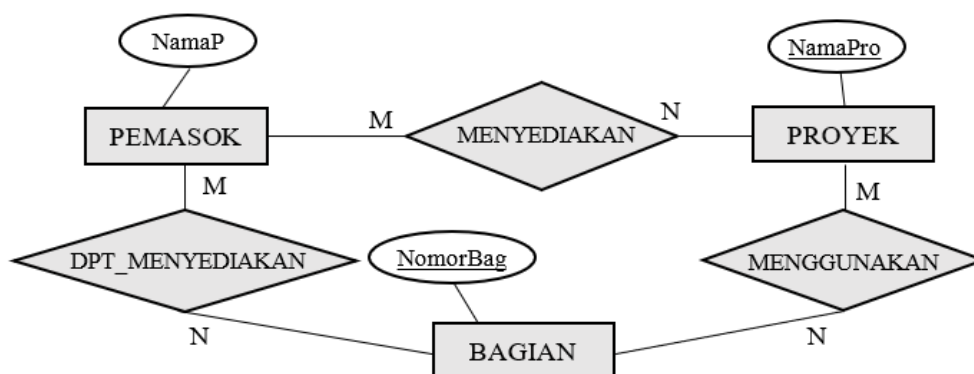 NamaP
NamaPro
PEMASOK
M
MENYEDIAKAN
N
PROYEK
M
M
DPT_MENYEDIAKAN
NomorBag
MENGGUNAKAN
N
BAGIAN
N